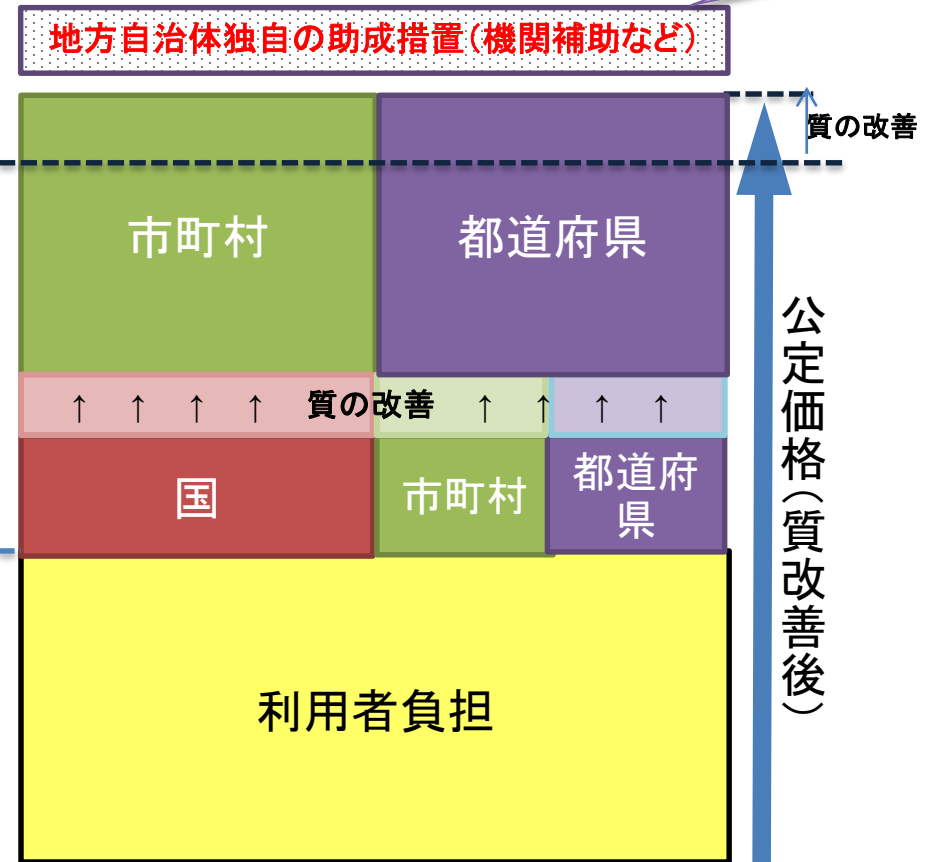 地方自治体独自の助成措置（機関補助など）
質の改善
市町村
都道府県
↑ ↑ ↑ ↑ 質の改善 ↑ ↑ ↑ ↑
国
市町村
都道府
県
利用者負担
公定価格（質改善後）